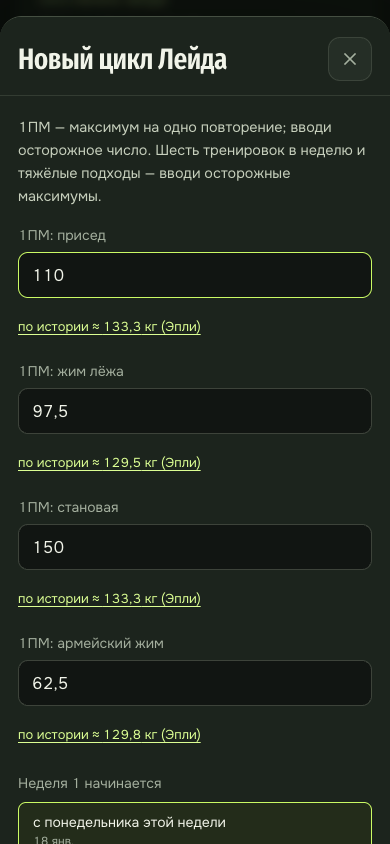 Новый цикл Лейда
1ПМ — максимум на одно повторение; вводи
осторожное число. Шесть тренировок в неделю и
тяжёлые подходы — вводи осторожные
максимумы.
1ПМ: присед
110
по истории ≈ 133,3 кг (Эпли)
1ПМ: жим лёжа
97,5
по истории ≈ 129,5 кг (Эпли)
1ПМ: становая
150
по истории ≈ 133,3 кг (Эпли)
1ПМ: армейский жим
62,5
по истории ≈ 129,8 кг (Эпли)
Неделя 1 начинается
с понедельника этой недели
18 янв.